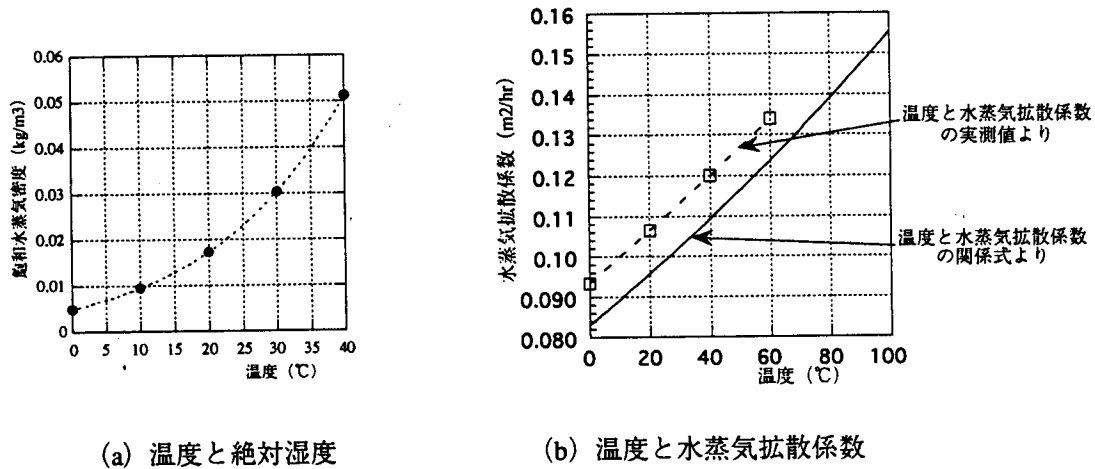 0.06
0.05
0.04
0.03
0.02
0.01
0
飽和水蒸気密度 (kg/m3)
0 5 10 15 20 25 30 35 40
温度 (℃)
(a) 温度と絶対湿度
0.16
0.15
0.14
0.13
0.12
0.11
0.10
0.090
0.080
水蒸気拡散係数 (m2/hr)
0 20 40 60 80 100
温度 (℃)
温度と水蒸気拡散係数
の実測値より
温度と水蒸気拡散係数
の関係式より
(b) 温度と水蒸気拡散係数